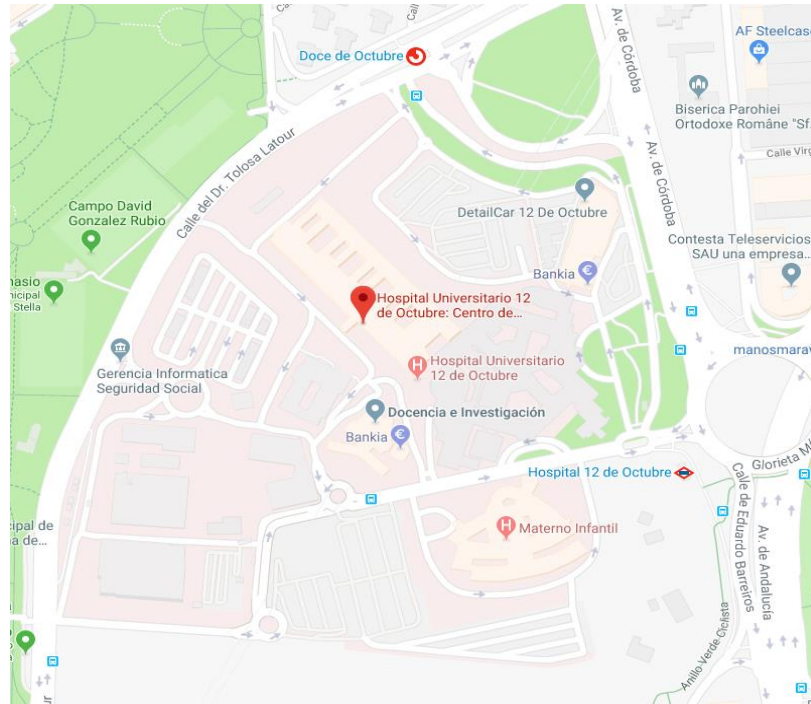 Doce de Octubre
Av. de Córdoba
AF Steelcase
Biserica Parohiei
Ortodoxe Române "Sf.
Calle del Dr. Tolosa Latour
Av. de Córdoba
Campo David
Gonzalez Rubio
DetailCar 12 De Octubre
Contesta Teleservicios
SAU una empresa...
Stella
Bankia
Hospital Universitario 12
de Octubre: Centro de...
manosmarav
Gerencia Informatica
Seguridad Social
Hospital Universitario
12 de Octubre
Docencia e Investigación
Bankia
Hospital 12 de Octubre
Glorieta
Materno Infantil
Calle de Eduardo Barreiros
Av. de Andalucía
Anillo Verde Ciclista